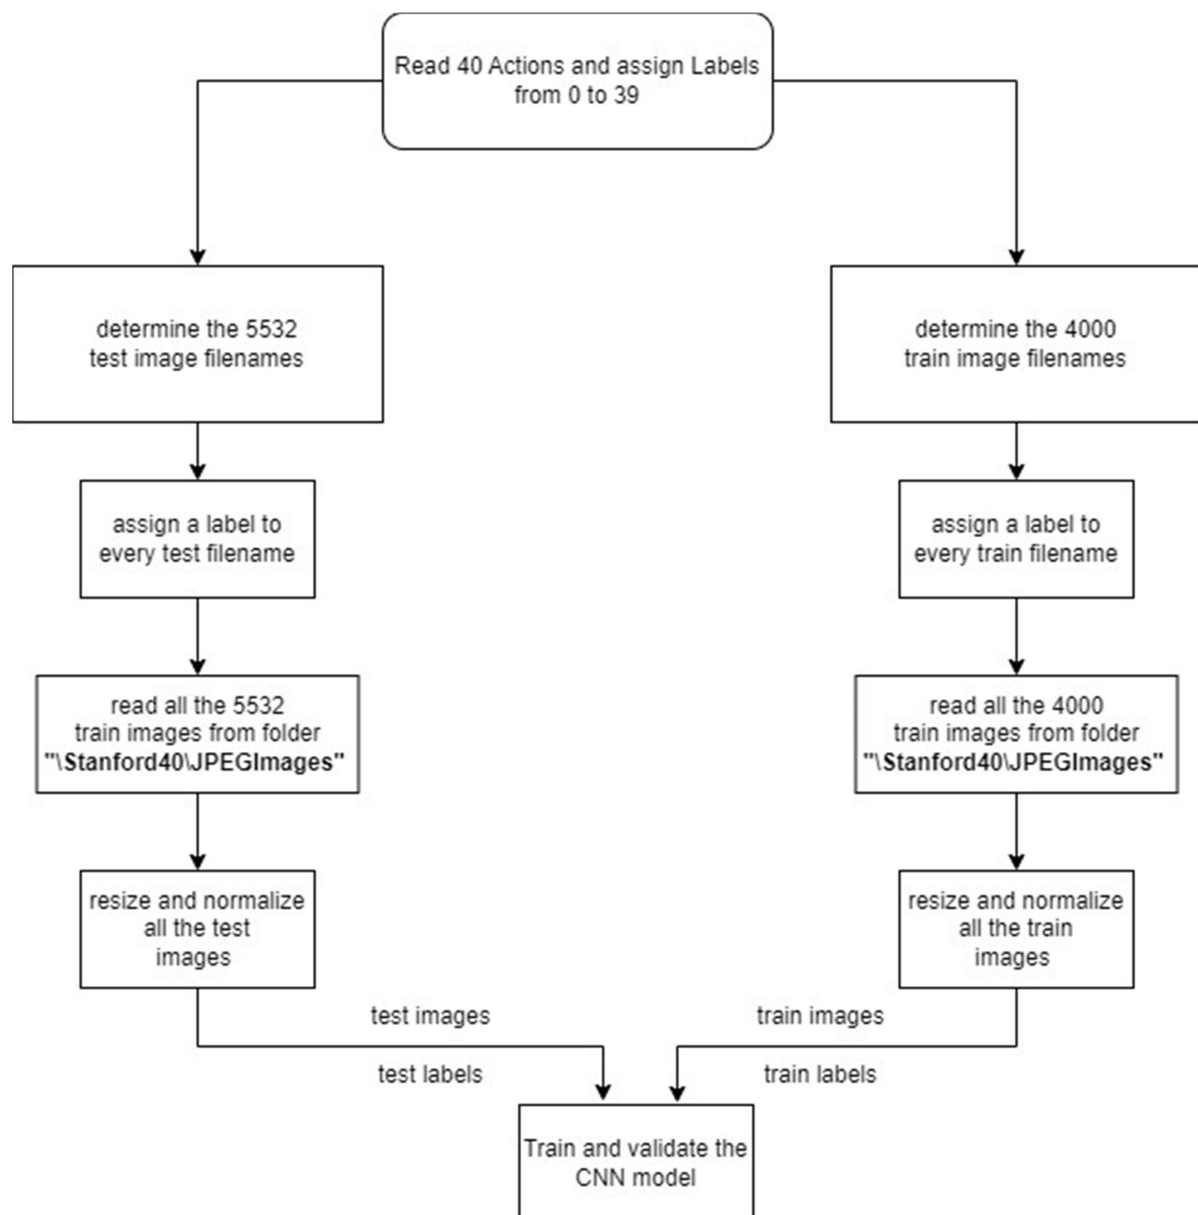 Read 40 Actions and assign Labels
from 0 to 39
determine the 5532
test image filenames
determine the 4000
train image filenames
assign a label to
every test filename
assign a label to
every train filename
read all the 5532
train images from folder
"\Stanford40\JPEGImages"
read all the 4000
train images from folder
"\Stanford40\JPEGImages"
resize and normalize
all the test
images
resize and normalize
all the train
images
test images
test labels
train images
train labels
Train and validate the
CNN model